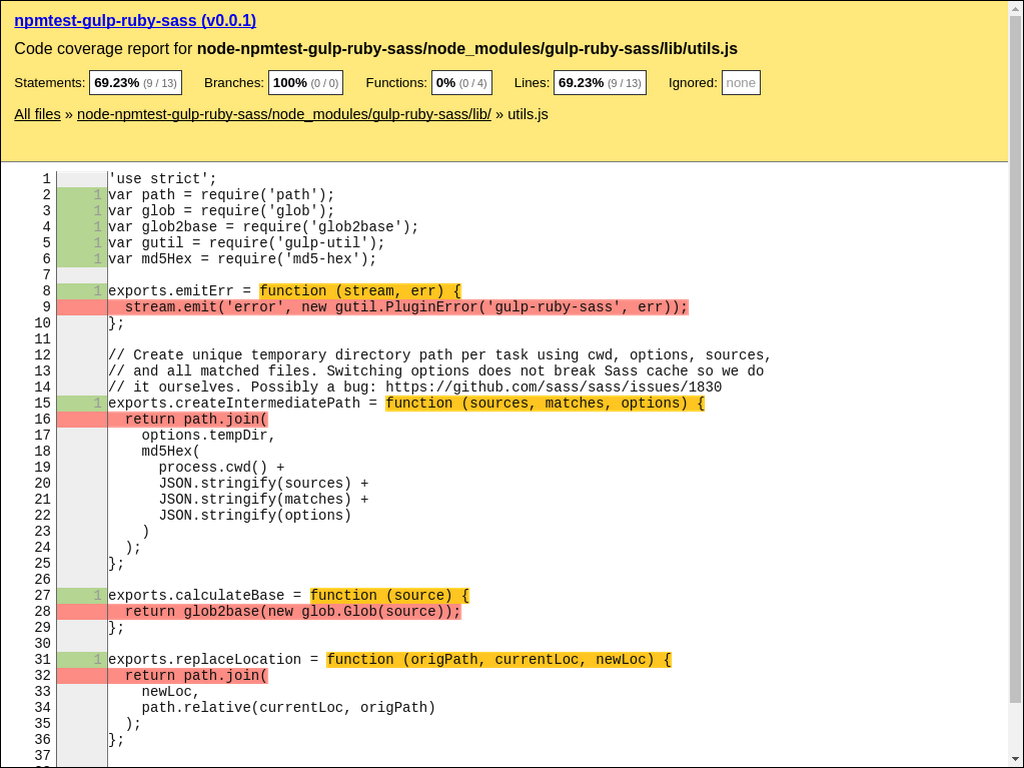 npmtest-gulp-ruby-sass (v0.0.1)
Code coverage report for node-npmtest-gulp-ruby-sass/node_modules/gulp-ruby-sass/lib/utils.js
Statements: 69.23% (9 / 13) Branches: 100% (0 / 0) Functions: 0% (0 / 4) Lines: 69.23% (9 / 13) Ignored: none
All files » node-npmtest-gulp-ruby-sass/node_modules/gulp-ruby-sass/lib/ » utils.js
1 'use strict';
2 1 var path = require('path');
3 1 var glob = require('glob');
4 1 var glob2base = require('glob2base');
5 1 var gutil = require('gulp-util');
6 1 var md5Hex = require('md5-hex');
7
8 1 exports.emitErr = function (stream, err) {
9   stream.emit('error', new gutil.PluginError('gulp-ruby-sass', err));
10 };
11
12 // Create unique temporary directory path per task using cwd, options, sources,
13 // and all matched files. Switching options does not break Sass cache so we do
14 // it ourselves. Possibly a bug: https://github.com/sass/sass/issues/1830
15 1 exports.createIntermediatePath = function (sources, matches, options) {
16   return path.join(
17     options.tempDir,
18     md5Hex(
19       process.cwd() +
20       JSON.stringify(sources) +
21       JSON.stringify(matches) +
22       JSON.stringify(options)
23     )
24   );
25 };
26
27 1 exports.calculateBase = function (source) {
28   return glob2base(new glob.Glob(source));
29 };
30
31 1 exports.replaceLocation = function (origPath, currentLoc, newLoc) {
32   return path.join(
33     newLoc,
34     path.relative(currentLoc, origPath)
35   );
36 };
37